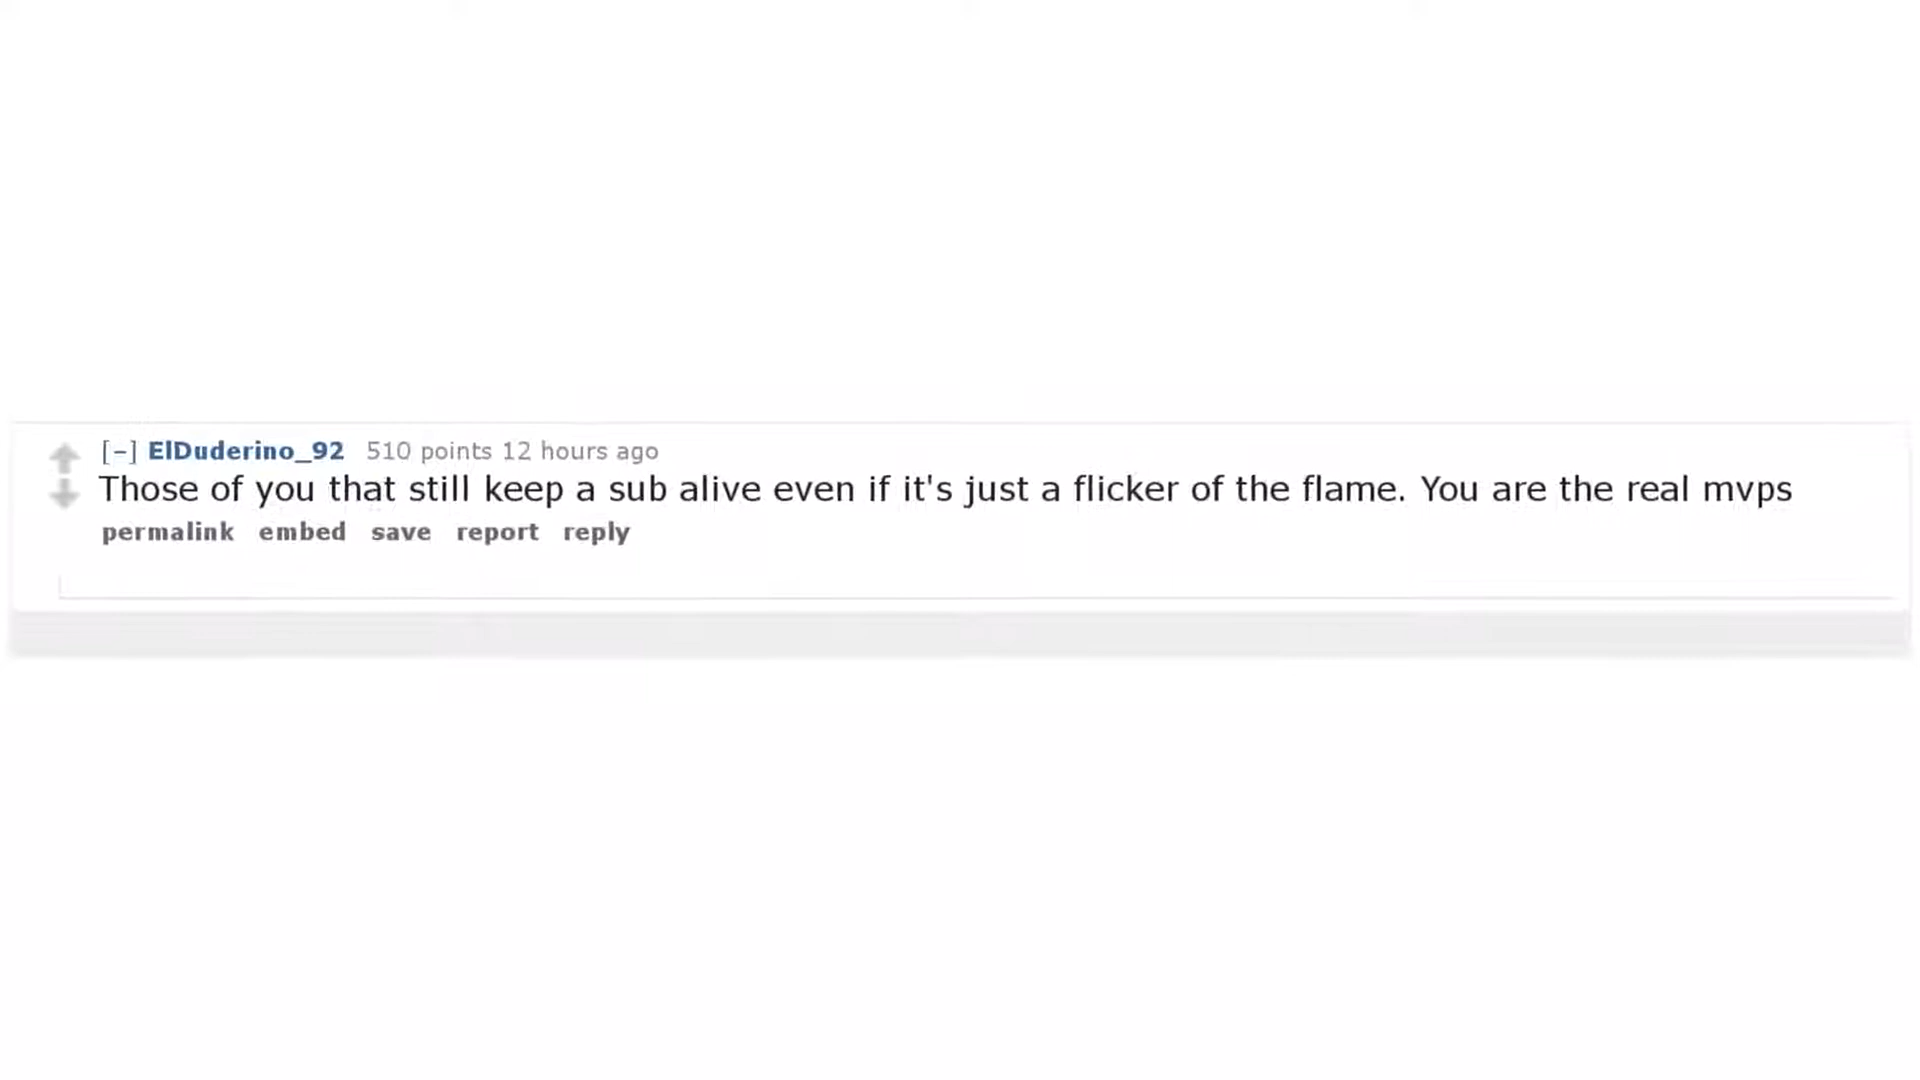 [–] ElDuderino_92 510 points 12 hours ago
Those of you that still keep a sub alive even if it's just a flicker of the flame. You are the real mvps
permalink embed save report reply